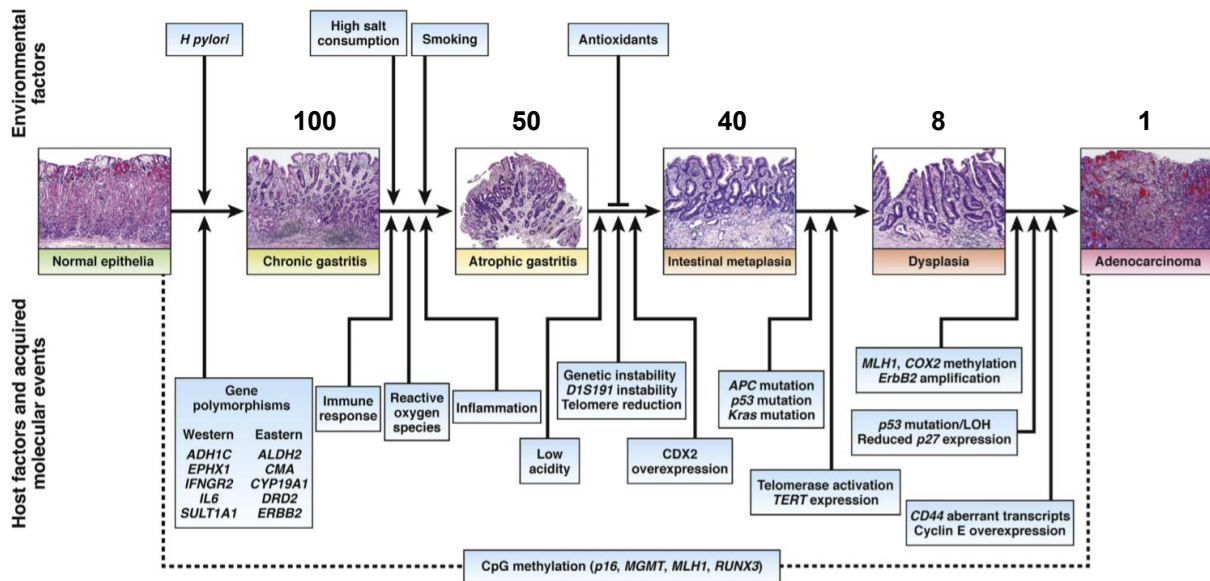 Environmental
factors
H pylori
High salt
consumption
Smoking
Antioxidants
100
50
40
8
1
Normal epithelia
Chronic gastritis
Atrophic gastritis
Intestinal metaplasia
Dysplasia
Adenocarcinoma
Host factors and acquired
molecular events
Gene
polymorphisms
Western Eastern
ADH1C ALDH2
EPHX1 CMA
IFNGR2 CYP19A1
IL6 DRD2
SULT1A1 ERBB2
Immune
response
Reactive
oxygen
species
Inflammation
Low
acidity
Genetic instability
D1S191 instability
Telomere reduction
CDX2
overexpression
APC mutation
p53 mutation
Kras mutation
Telomerase activation
TERT expression
MLH1, COX2 methylation
ErbB2 amplification
p53 mutation/LOH
Reduced p27 expression
CD44 aberrant transcripts
Cyclin E overexpression
CpG methylation (p16, MGMT, MLH1, RUNX3)